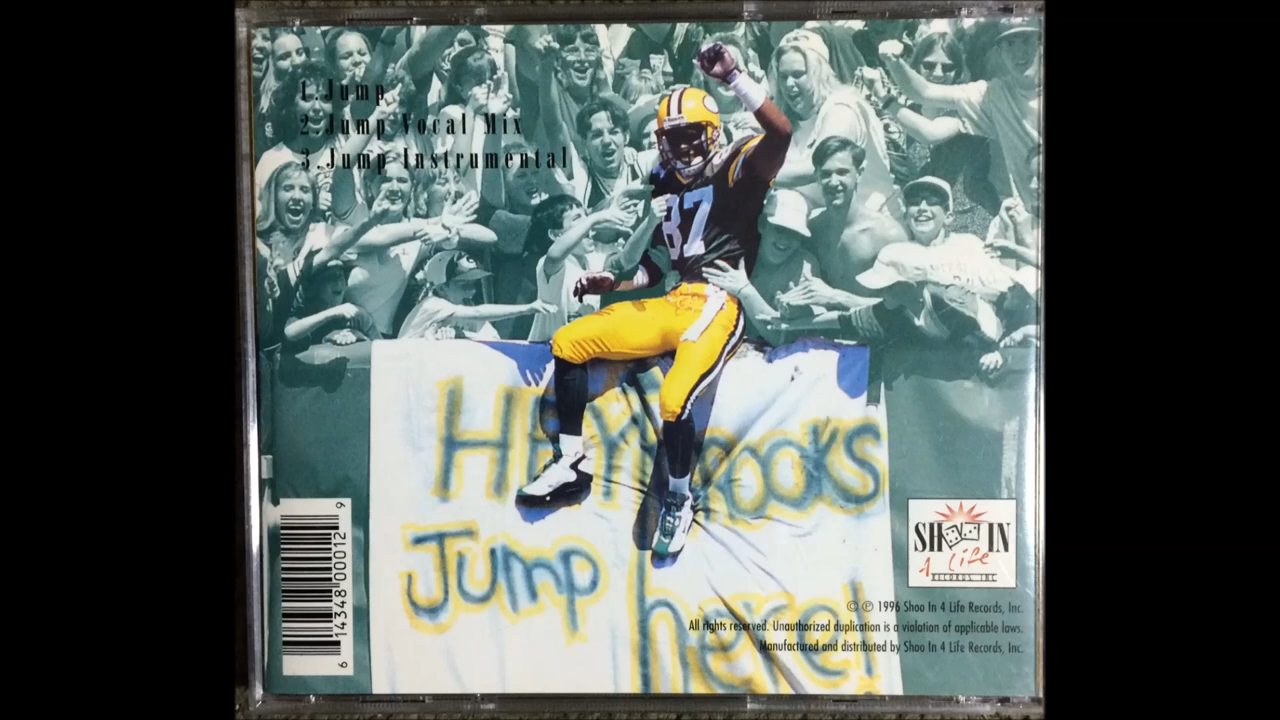 1.Jump
2.Jump Vocal Mix
3.Jump Instrumental
87
HEY! BROOKS
Jump
here!
SHOO IN
4 Life
RECORDS, INC
© ℗ 1996 Shoo In 4 Life Records, Inc.
All rights reserved. Unauthorized duplication is a violation of applicable laws.
Manufactured and distributed by Shoo In 4 Life Records, Inc.
6 14348 00012 9